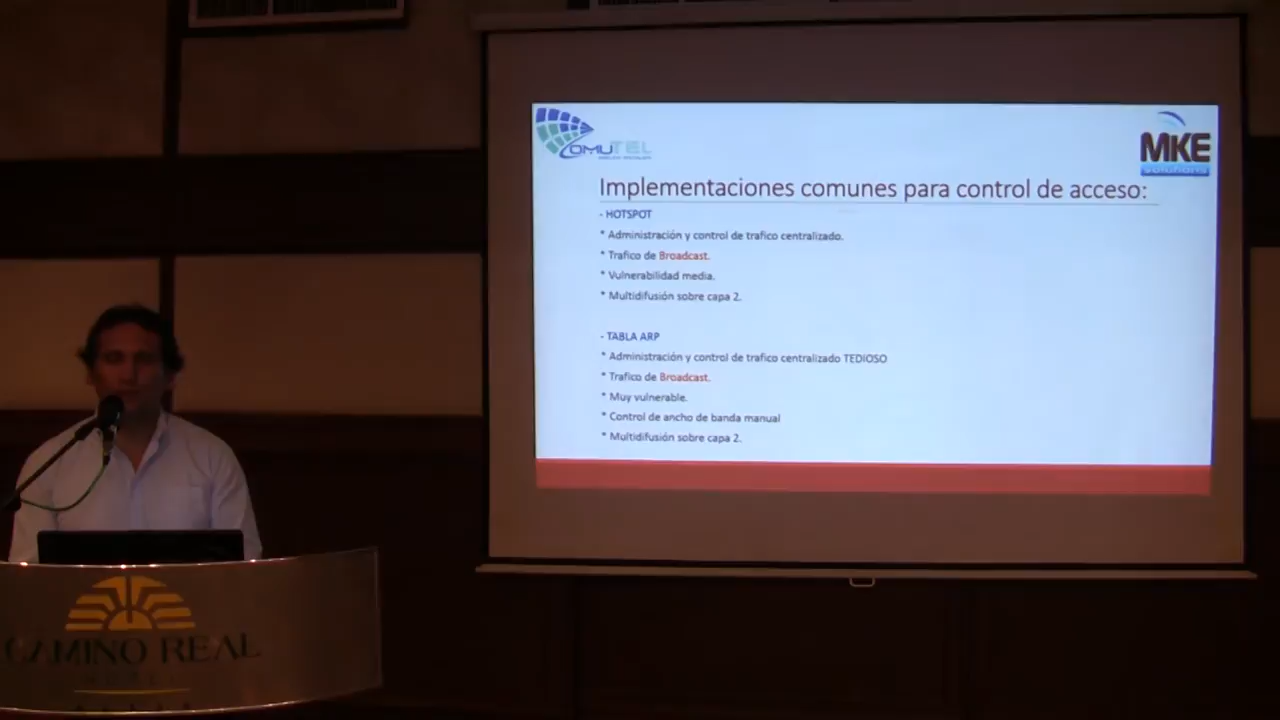 COMUTEL
MKE
Solutions
Implementaciones comunes para control de acceso:
- HOTSPOT
* Administración y control de trafico centralizado.
* Trafico de Broadcast.
* Vulnerabilidad media.
* Multidifusión sobre capa 2.
- TABLA ARP
* Administración y control de trafico centralizado TEDIOSO
* Trafico de Broadcast.
* Muy vulnerable.
* Control de ancho de banda manual
* Multidifusión sobre capa 2.
CAMINO REAL